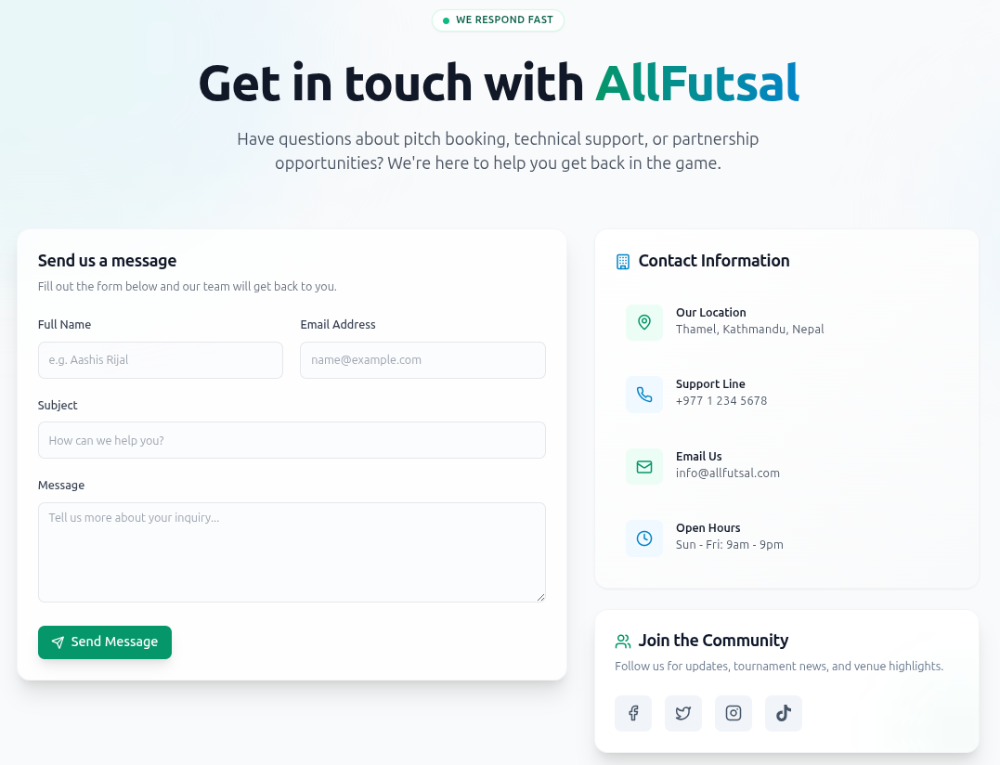 WE RESPOND FAST
Get in touch with AllFutsal
Have questions about pitch booking, technical support, or partnership
opportunities? We're here to help you get back in the game.
Send us a message
Fill out the form below and our team will get back to you.
Full Name
Email Address
e.g. Aashis Rijal
name@example.com
Subject
How can we help you?
Message
Tell us more about your inquiry...
Send Message
Contact Information
Our Location
Thamel, Kathmandu, Nepal
Support Line
+977 1 234 5678
Email Us
info@allfutsal.com
Open Hours
Sun - Fri: 9am - 9pm
Join the Community
Follow us for updates, tournament news, and venue highlights.